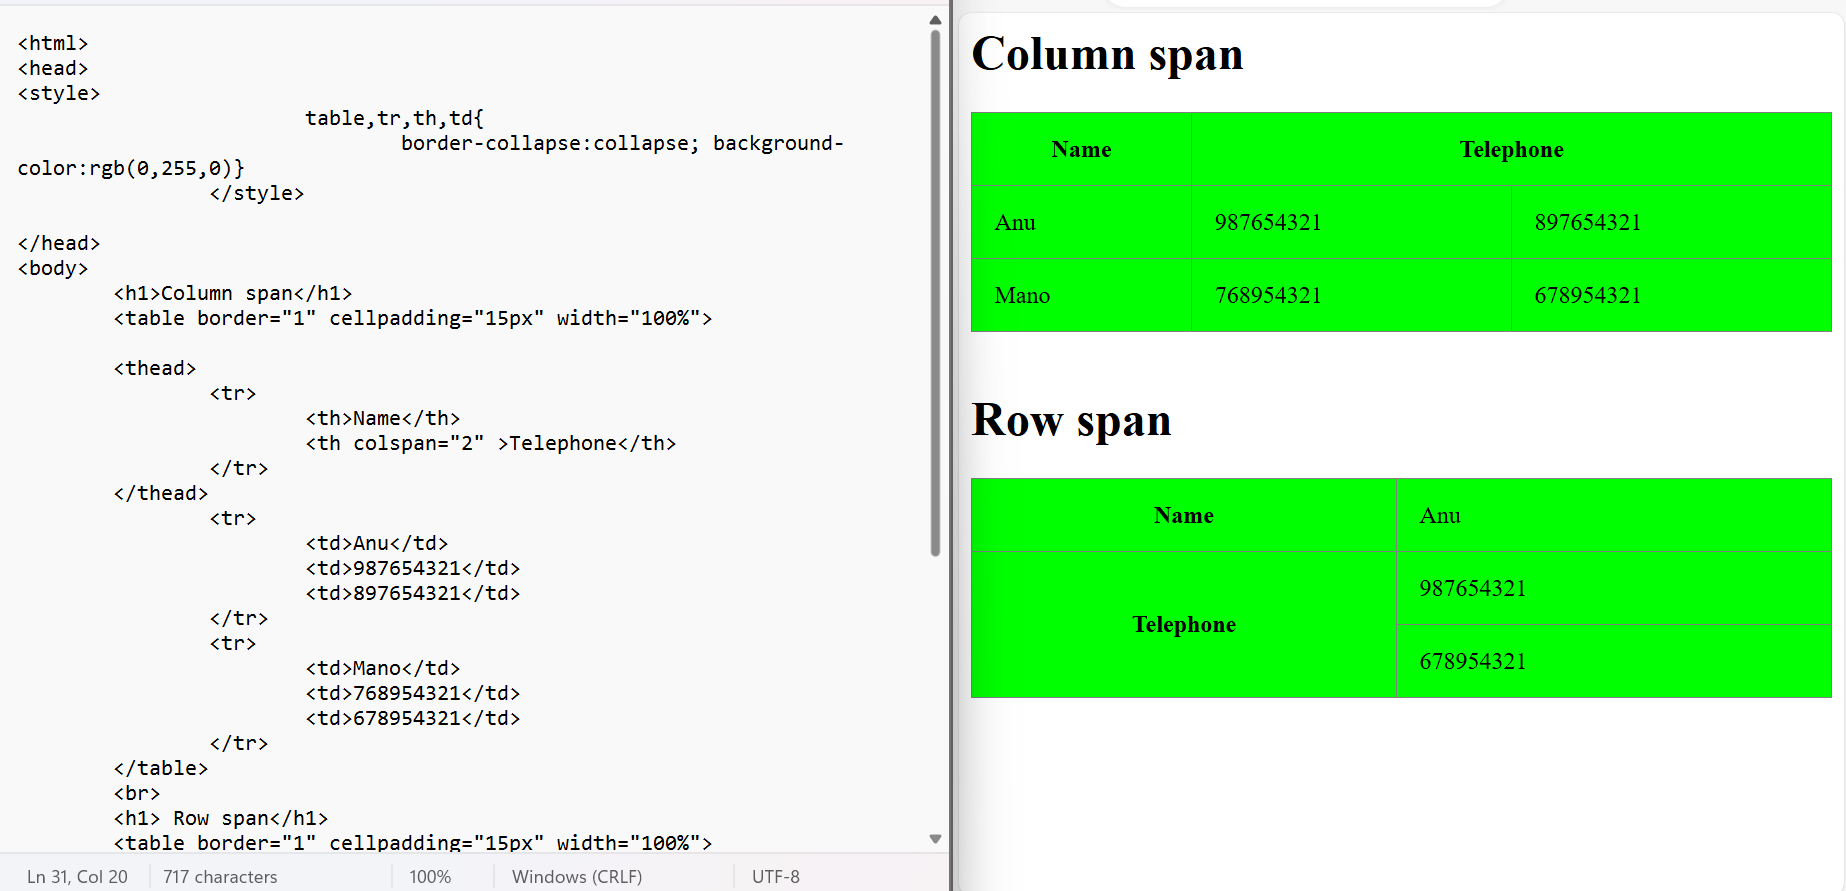 <html>
<head>
<style>
table,tr,th,td{
border-collapse:collapse; background-
color:rgb(0,255,0)}
</style>
</head>
<body>
<h1>Column span</h1>
<table border="1" cellpadding="15px" width="100%">
<thead>
<tr>
<th>Name</th>
<th colspan="2" >Telephone</th>
</tr>
</thead>
<tr>
<td>Anu</td>
<td>987654321</td>
<td>897654321</td>
</tr>
<tr>
<td>Mano</td>
<td>768954321</td>
<td>678954321</td>
</tr>
</table>
<br>
<h1> Row span</h1>
<table border="1" cellpadding="15px" width="100%">
Ln 31, Col 20 717 characters 100% Windows (CRLF) UTF-8
Column span
Name Telephone
Anu 987654321 897654321
Mano 768954321 678954321
Row span
Name Anu
987654321
Telephone
678954321